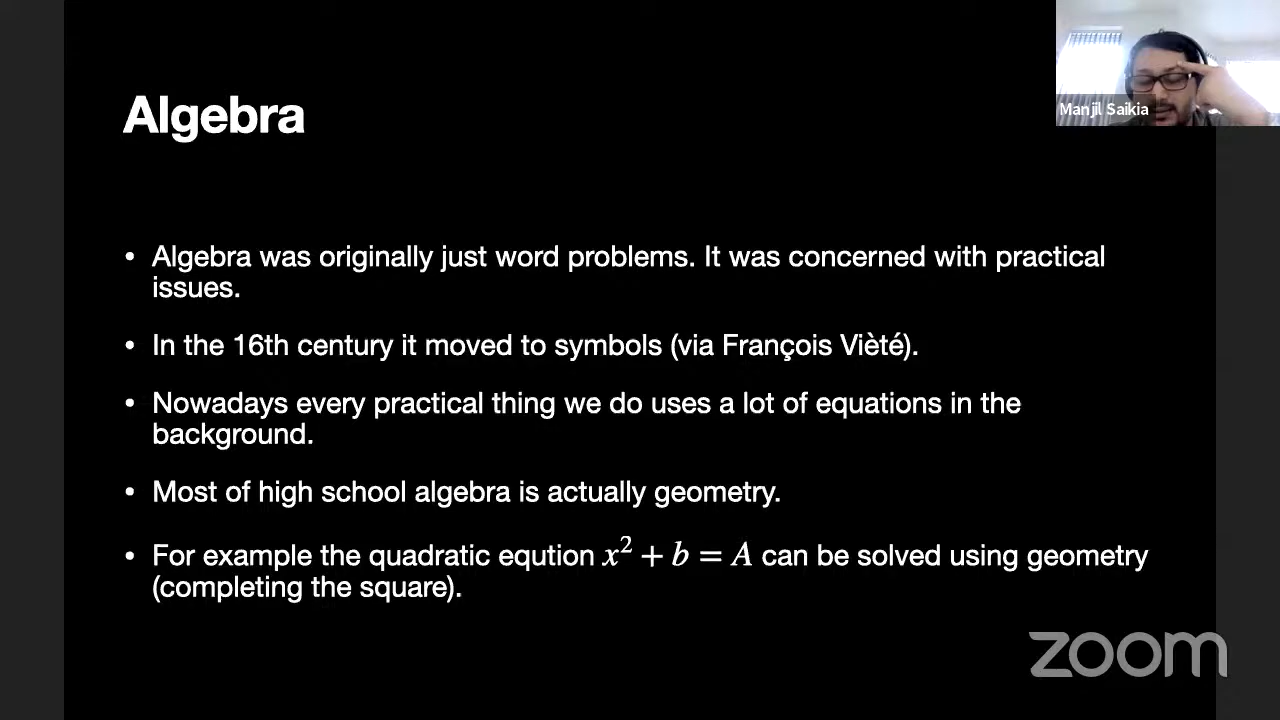 Manjil Saikia
Algebra
• Algebra was originally just word problems. It was concerned with practical
issues.
• In the 16th century it moved to symbols (via François Vièté).
• Nowadays every practical thing we do uses a lot of equations in the
background.
• Most of high school algebra is actually geometry.
• For example the quadratic eqution x² + b = A can be solved using geometry
(completing the square).
zoom